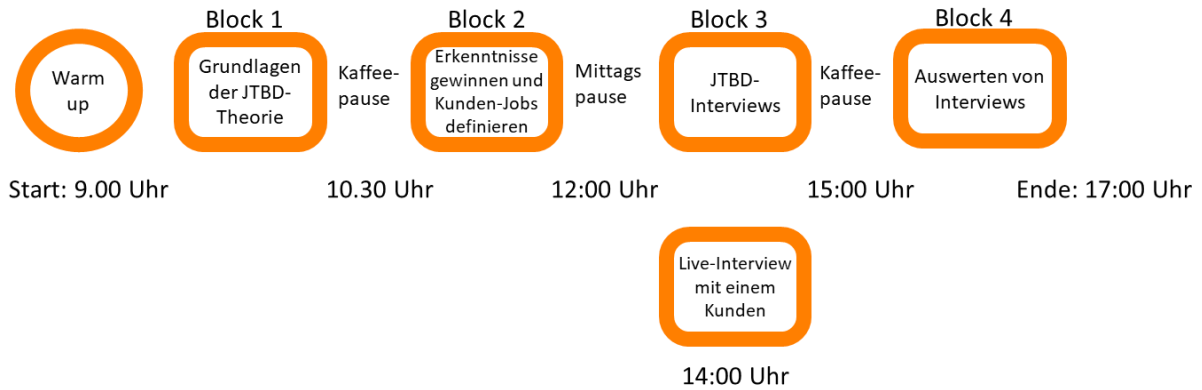 Block 1
Block 2
Block 3
Block 4
Warm
up
Grundlagen
der JTBD-
Theorie
Kaffee-
pause
Erkenntnisse
gewinnen und
Kunden-Jobs
definieren
Mittags
pause
JTBD-
Interviews
Kaffee-
pause
Auswerten von
Interviews
Start: 9.00 Uhr
10.30 Uhr
12:00 Uhr
15:00 Uhr
Ende: 17:00 Uhr
Live-Interview
mit einem
Kunden
14:00 Uhr